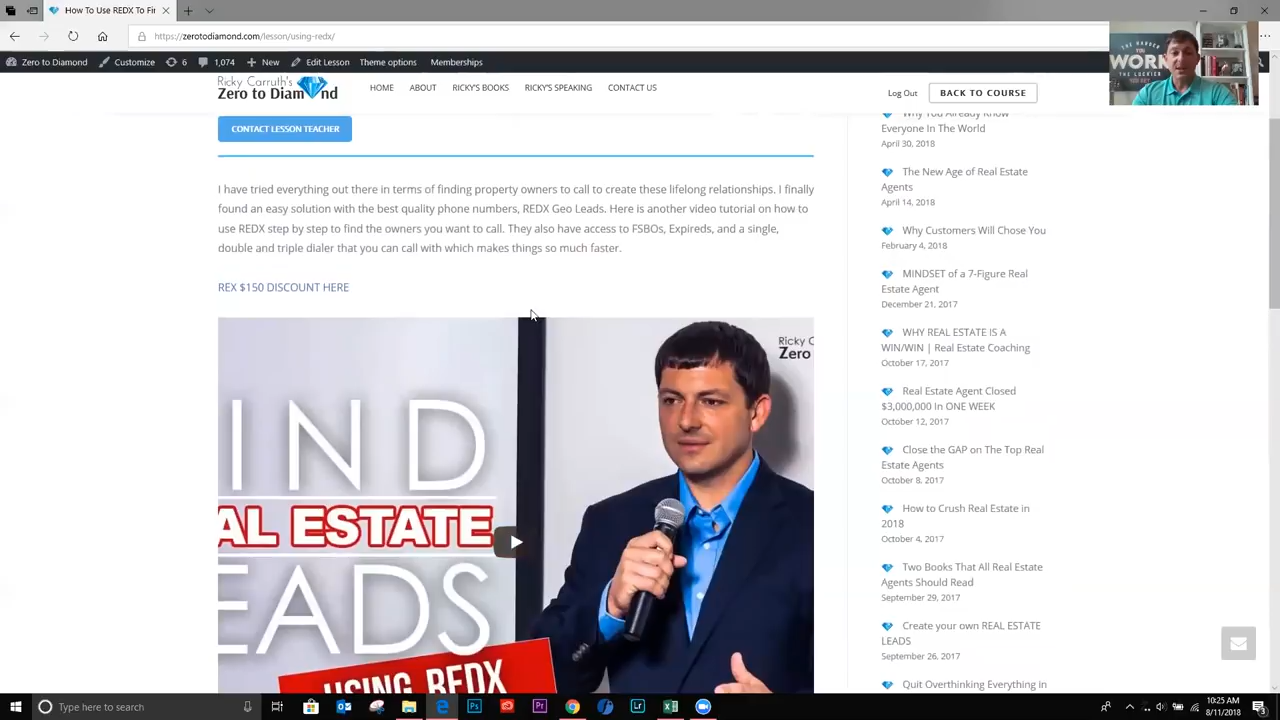 Ricky Don't Use REDX To Fi
https://zerotodiamond.com/lesson/using-redx/
Zero to Diamond
Customize
6
1,074
New
Edit Lesson
Theme options
Memberships
THE HARDER
YOU
WORK
THE LUCKIER
Ricky Carruth's
Zero to Diamond
HOME
ABOUT
RICKY'S BOOKS
RICKY'S SPEAKING
CONTACT US
Log Out
BACK TO COURSE
CONTACT LESSON TEACHER
I have tried everything out there in terms of finding property owners to call to create these lifelong relationships. I finally
found an easy solution with the best quality phone numbers, REDX Geo Leads. Here is another video tutorial on how to
use REDX step by step to find the owners you want to call. They also have access to FSBOs, Expireds, and a single,
double and triple dialer that you can call with which makes things so much faster.
REX $150 DISCOUNT HERE
Ricky C
Zero
IND
AL ESTATE
EADS
USING REDX
Why You Already Know
Everyone In The World
April 30, 2018
The New Age of Real Estate
Agents
April 14, 2018
Why Customers Will Chose You
February 4, 2018
MINDSET of a 7-Figure Real
Estate Agent
December 21, 2017
WHY REAL ESTATE IS A
WIN/WIN | Real Estate Coaching
October 17, 2017
Real Estate Agent Closed
$3,000,000 In ONE WEEK
October 12, 2017
Close the GAP on The Top Real
Estate Agents
October 8, 2017
How to Crush Real Estate in
2018
October 4, 2017
Two Books That All Real Estate
Agents Should Read
September 29, 2017
Create your own REAL ESTATE
LEADS
September 26, 2017
Quit Overthinking Everything in
Type here to search
10:25 AM
8/11/2018